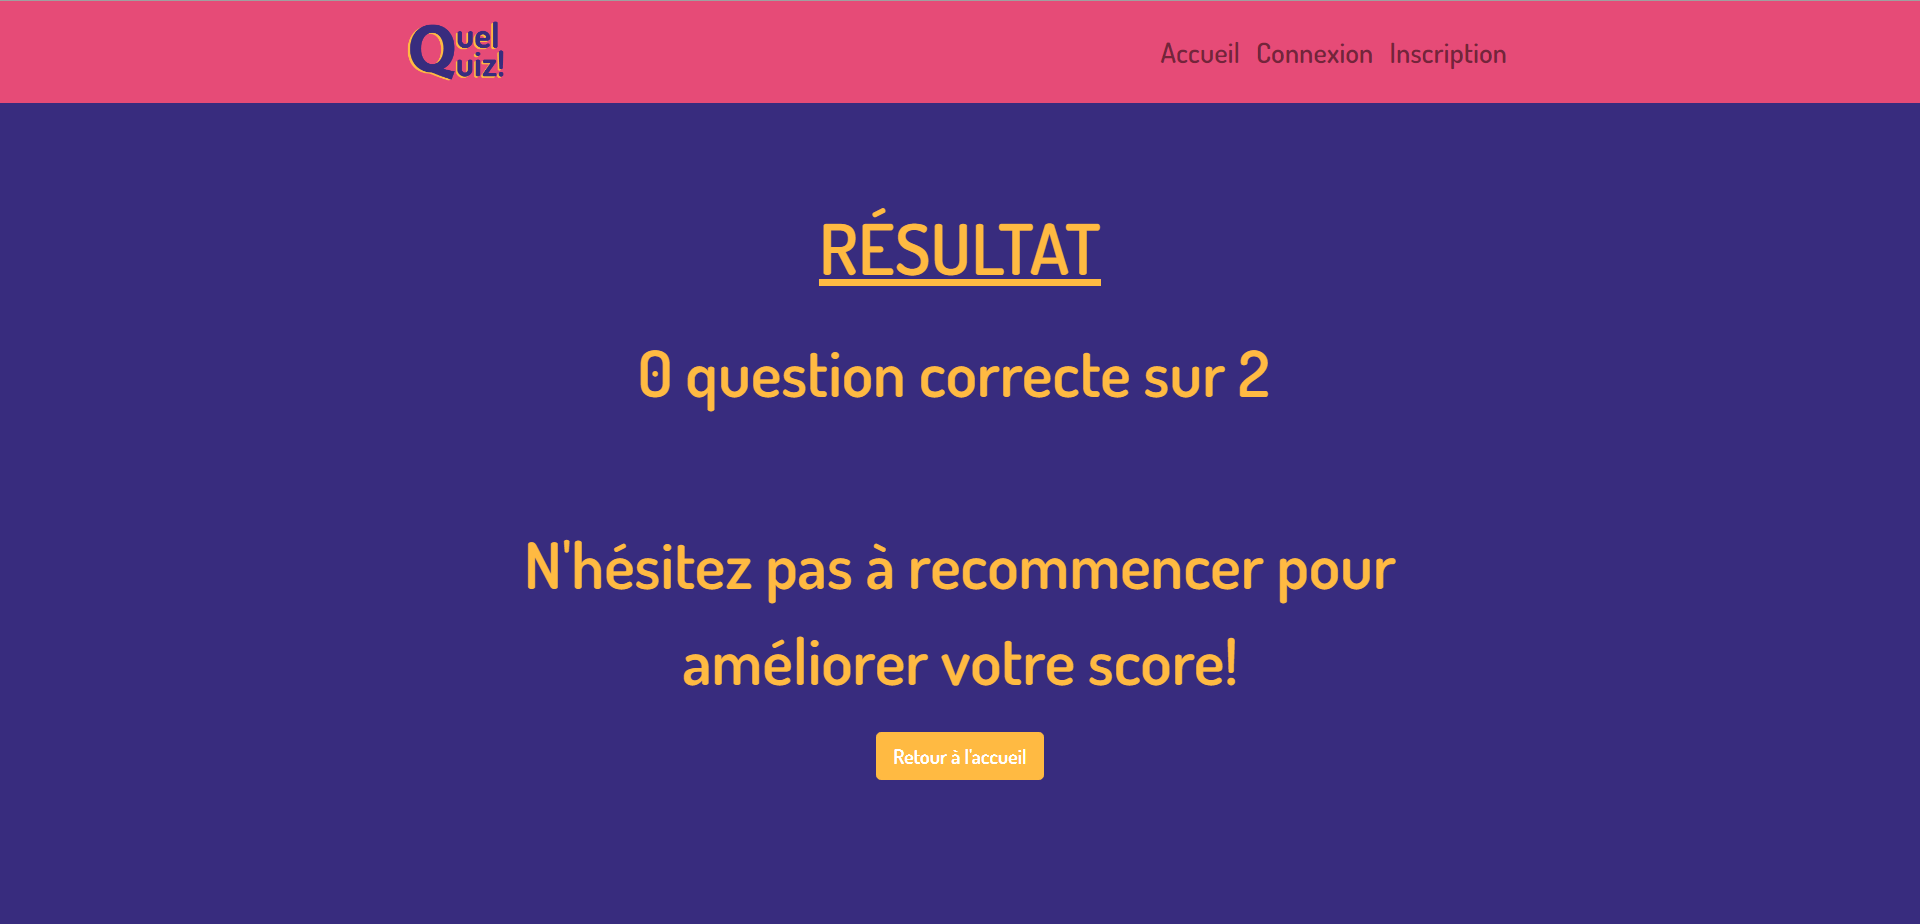 Quel
Quiz!
Accueil Connexion Inscription
RÉSULTAT
0 question correcte sur 2
N'hésitez pas à recommencer pour
améliorer votre score!
Retour à l'accueil